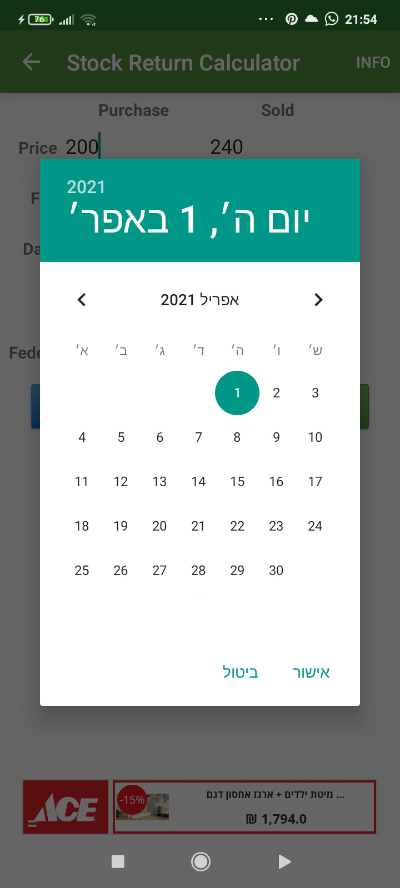 76
21:54
Stock Return Calculator INFO
Purchase Sold
Price 200 240
F
Da
Fede
2021
יום ה׳, 1 באפר׳
אפריל 2021
א׳ ב׳ ג׳ ד׳ ה׳ ו׳ ש׳
1 2 3
4 5 6 7 8 9 10
11 12 13 14 15 16 17
18 19 20 21 22 23 24
25 26 27 28 29 30
ביטול אישור
ACE
-15%
מיטת ילדים + ארגז אחסון דגם ...
1,794.0 ₪